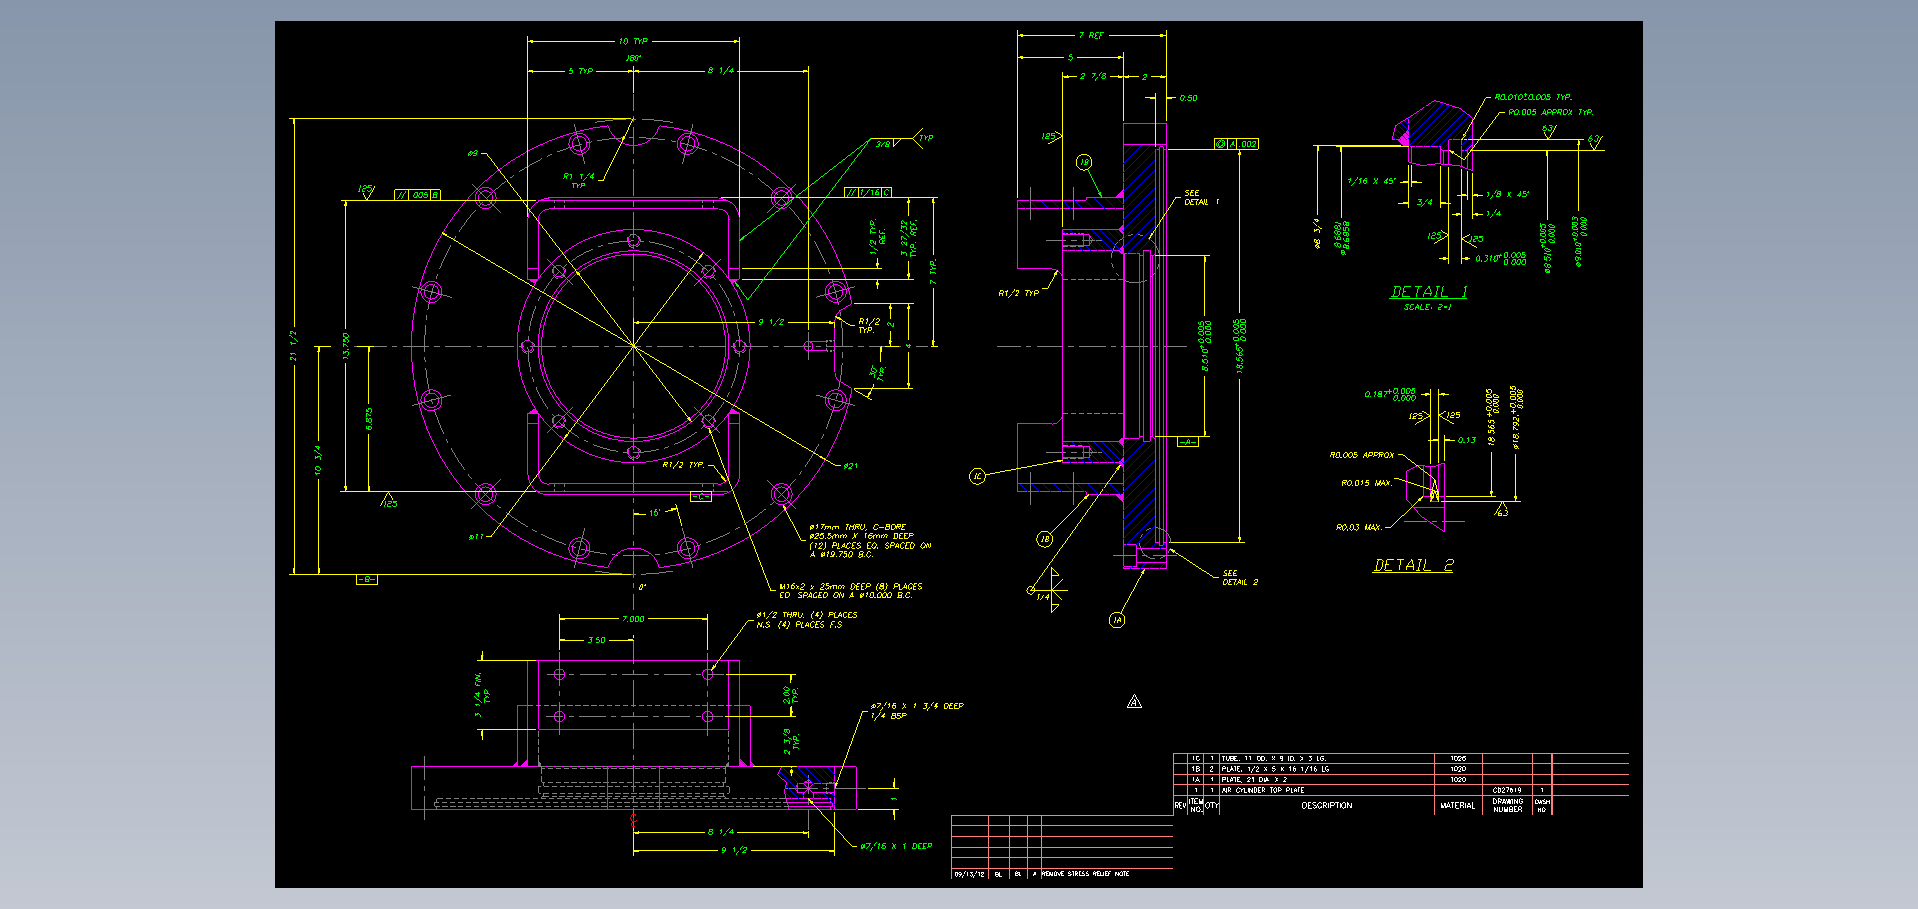 10 TYP
160°
5 TYP
8 1/4
ø9
R1 1/4
TYP
3/8
TYP
125
// .005 B
// 1/16 C
1/2 TYP.
REF.
3 27/32
TYP. REF.
7 TYP.
21 1/2
13.750
6.875
10 3/4
9 1/2
R1/2
TYP.
2
4
30°
TYP.
R1/2 TYP.
ø21
-C-
125
15°
ø11
-B-
0°
ø17mm THRU, C-BORE
ø25.5mm X 16mm DEEP
(12) PLACES EQ. SPACED ON
A ø19.750 B.C.
M16x2 x 25mm DEEP (8) PLACES
EQ. SPACED ON A ø10.000 B.C.
ø1/2 THRU. (4) PLACES
N.S (4) PLACES F.S
7.000
3.50
3 1/4 FIN.
TYP
2.00
TYP.
2 3/8
TYP.
ø7/16 X 1 3/4 DEEP
1/4 BSP
1
8 1/4
9 1/2
ø7/16 X 1 DEEP
7 REF
5
2 7/8
2
0.50
125
1B
◎ A .002
SEE
DETAIL 1
R1/2 TYP
8.510+0.005
0.000
18.565+0.005
0.000
-A-
1C
1B
3/4
1A
SEE
DETAIL 2
R0.010±0.005 TYP.
R0.005 APPROX TYP.
63
63
1/16 X 45°
1/8 X 45°
3/4
1/4
ø8 3/4
ø8.6881
ø8.6858
125
125
0.310+0.005
0.000
ø8.510+0.005
0.000
ø9.010+0.003
0.000
DETAIL 1
SCALE: 2=1
0.187+0.005
0.000
125
125
0.13
18.565+0.005
0.000
ø18.792+0.005
0.000
R0.005 APPROX
R0.015 MAX.
R0.03 MAX.
63
DETAIL 2
A
1C 1 TUBE, 11 OD. X 9 ID. X 3 LG. 1026
1B 2 PLATE, 1/2 X 5 X 16 1/16 LG 1020
1A 1 PLATE, 21 DIA X 2 1020
1 1 AIR CYLINDER TOP PLATE CD27619 1
REV ITEM NO. QTY DESCRIPTION MATERIAL DRAWING NUMBER DASH NO
09/13/12 BL BL A REMOVE STRESS RELIEF NOTE